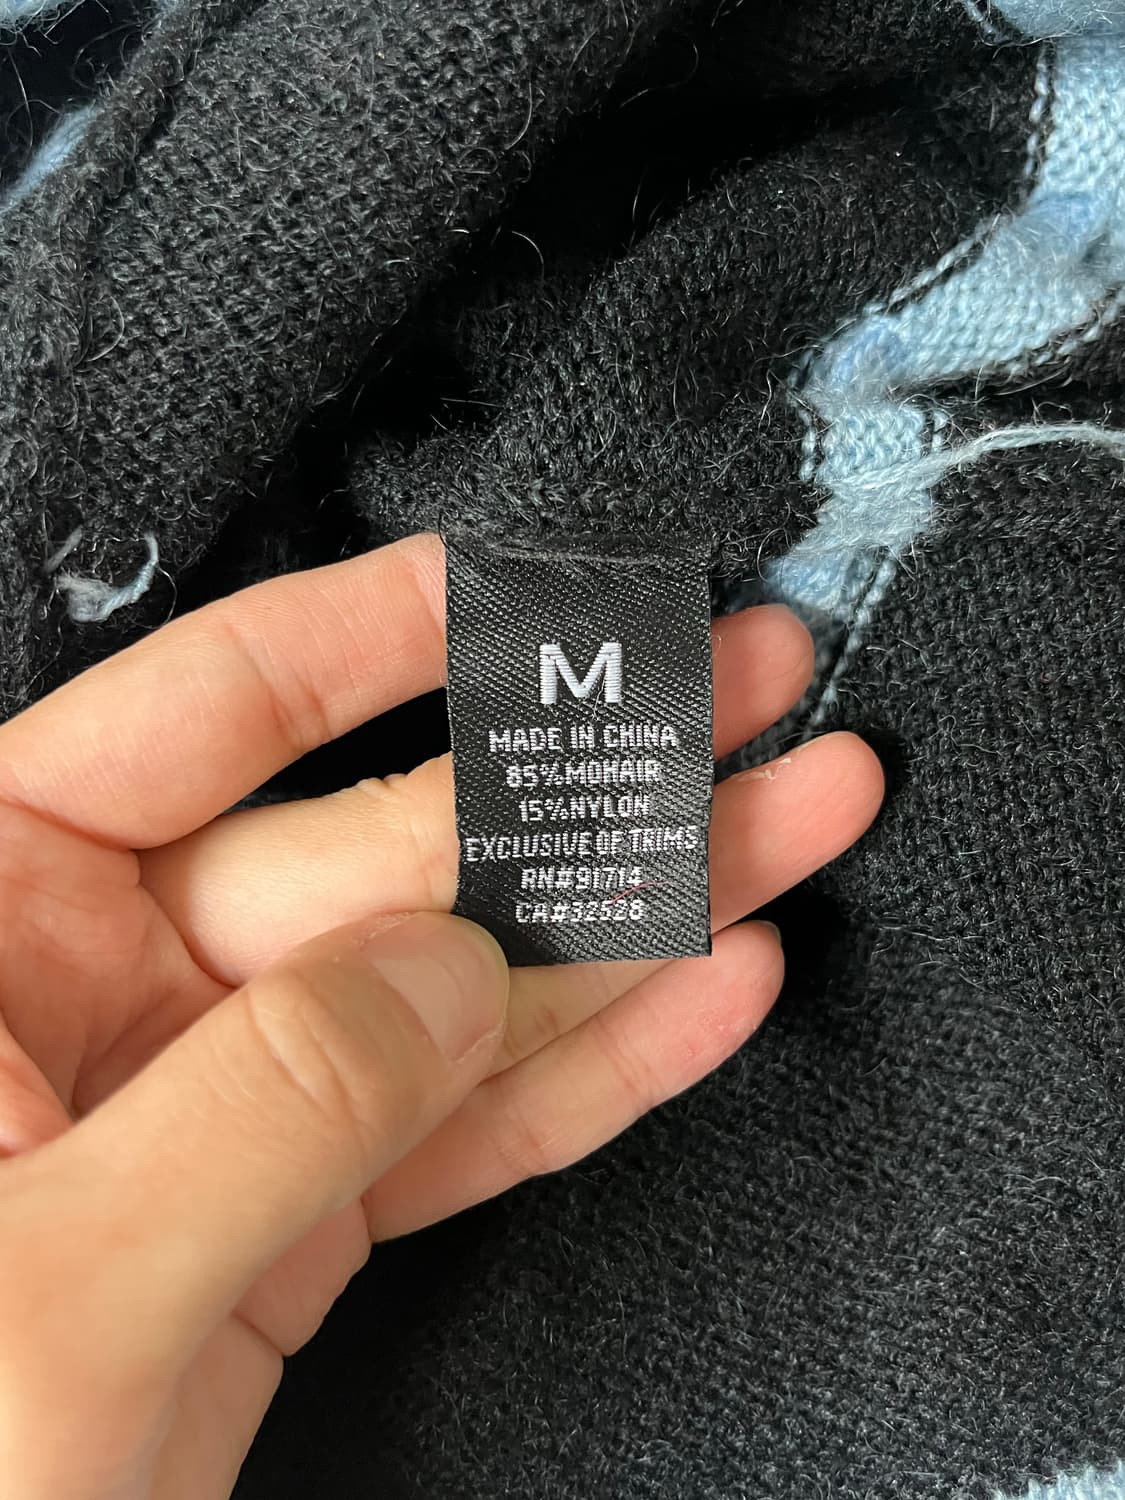 M
MADE IN CHINA
85%MOHAIR
15%NYLON
EXCLUSIVE OF TRIMS
RN#91714
CA#32528